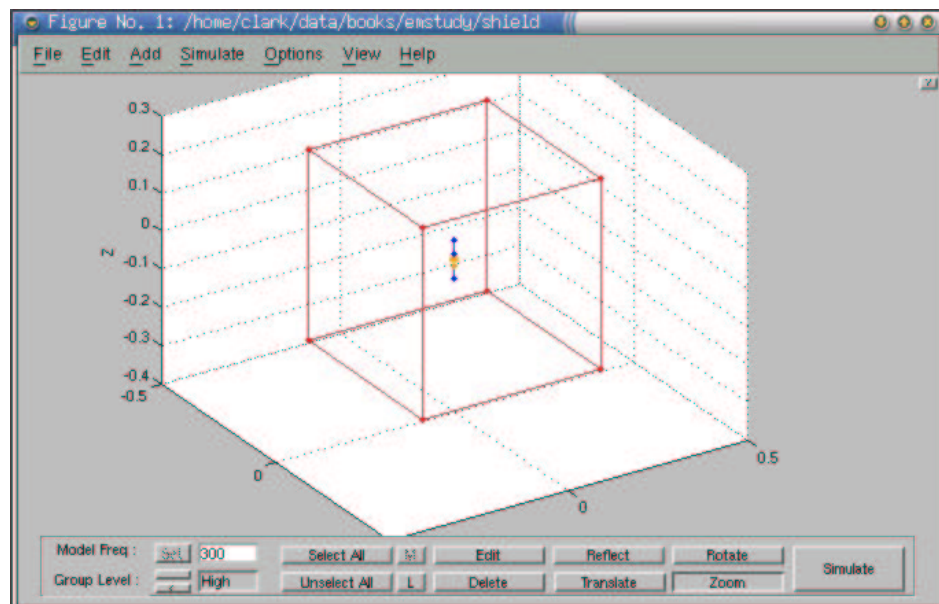 Figure No. 1: /home/clark/data/books/emstudy/shield
File Edit Add Simulate Options View Help
0.3
0.2
0.1
0
-0.1
-0.2
-0.3
-0.4
Z
-0.5
0
0.5
0
Model Freq : Set 300 Select All M Edit Reflect Rotate Simulate
Group Level : High Unselect All L Delete Translate Zoom